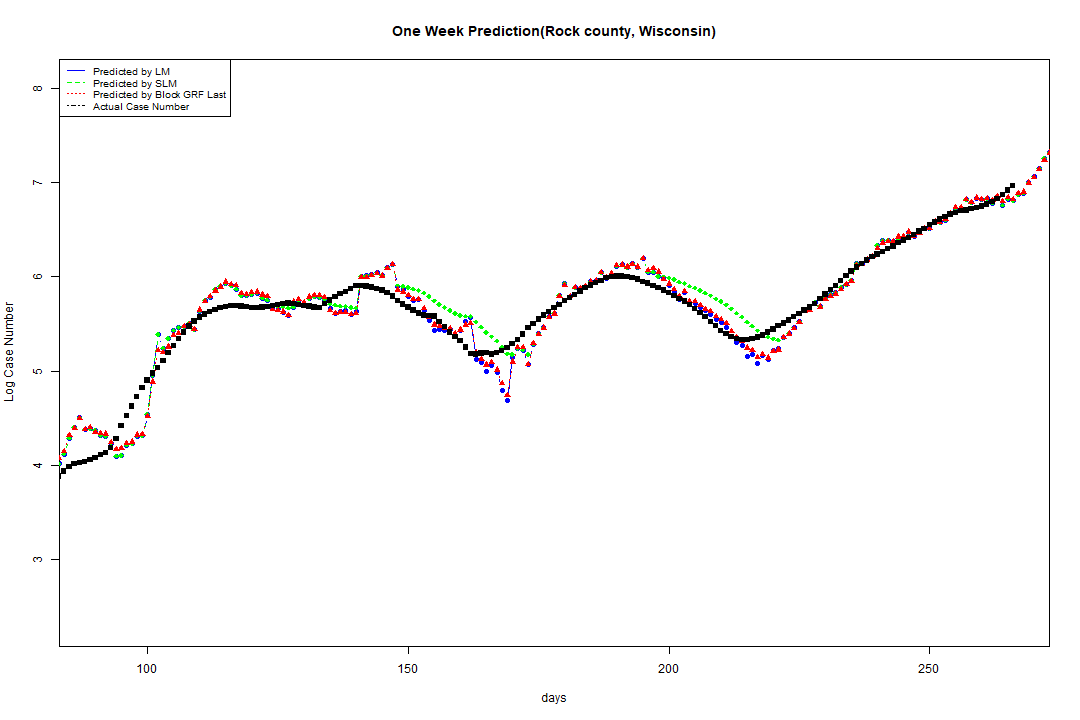 One Week Prediction(Rock county, Wisconsin)
Predicted by LM
Predicted by SLM
Predicted by Block GRF Last
Actual Case Number
8
7
6
5
4
3
Log Case Number
100 150 200 250
days